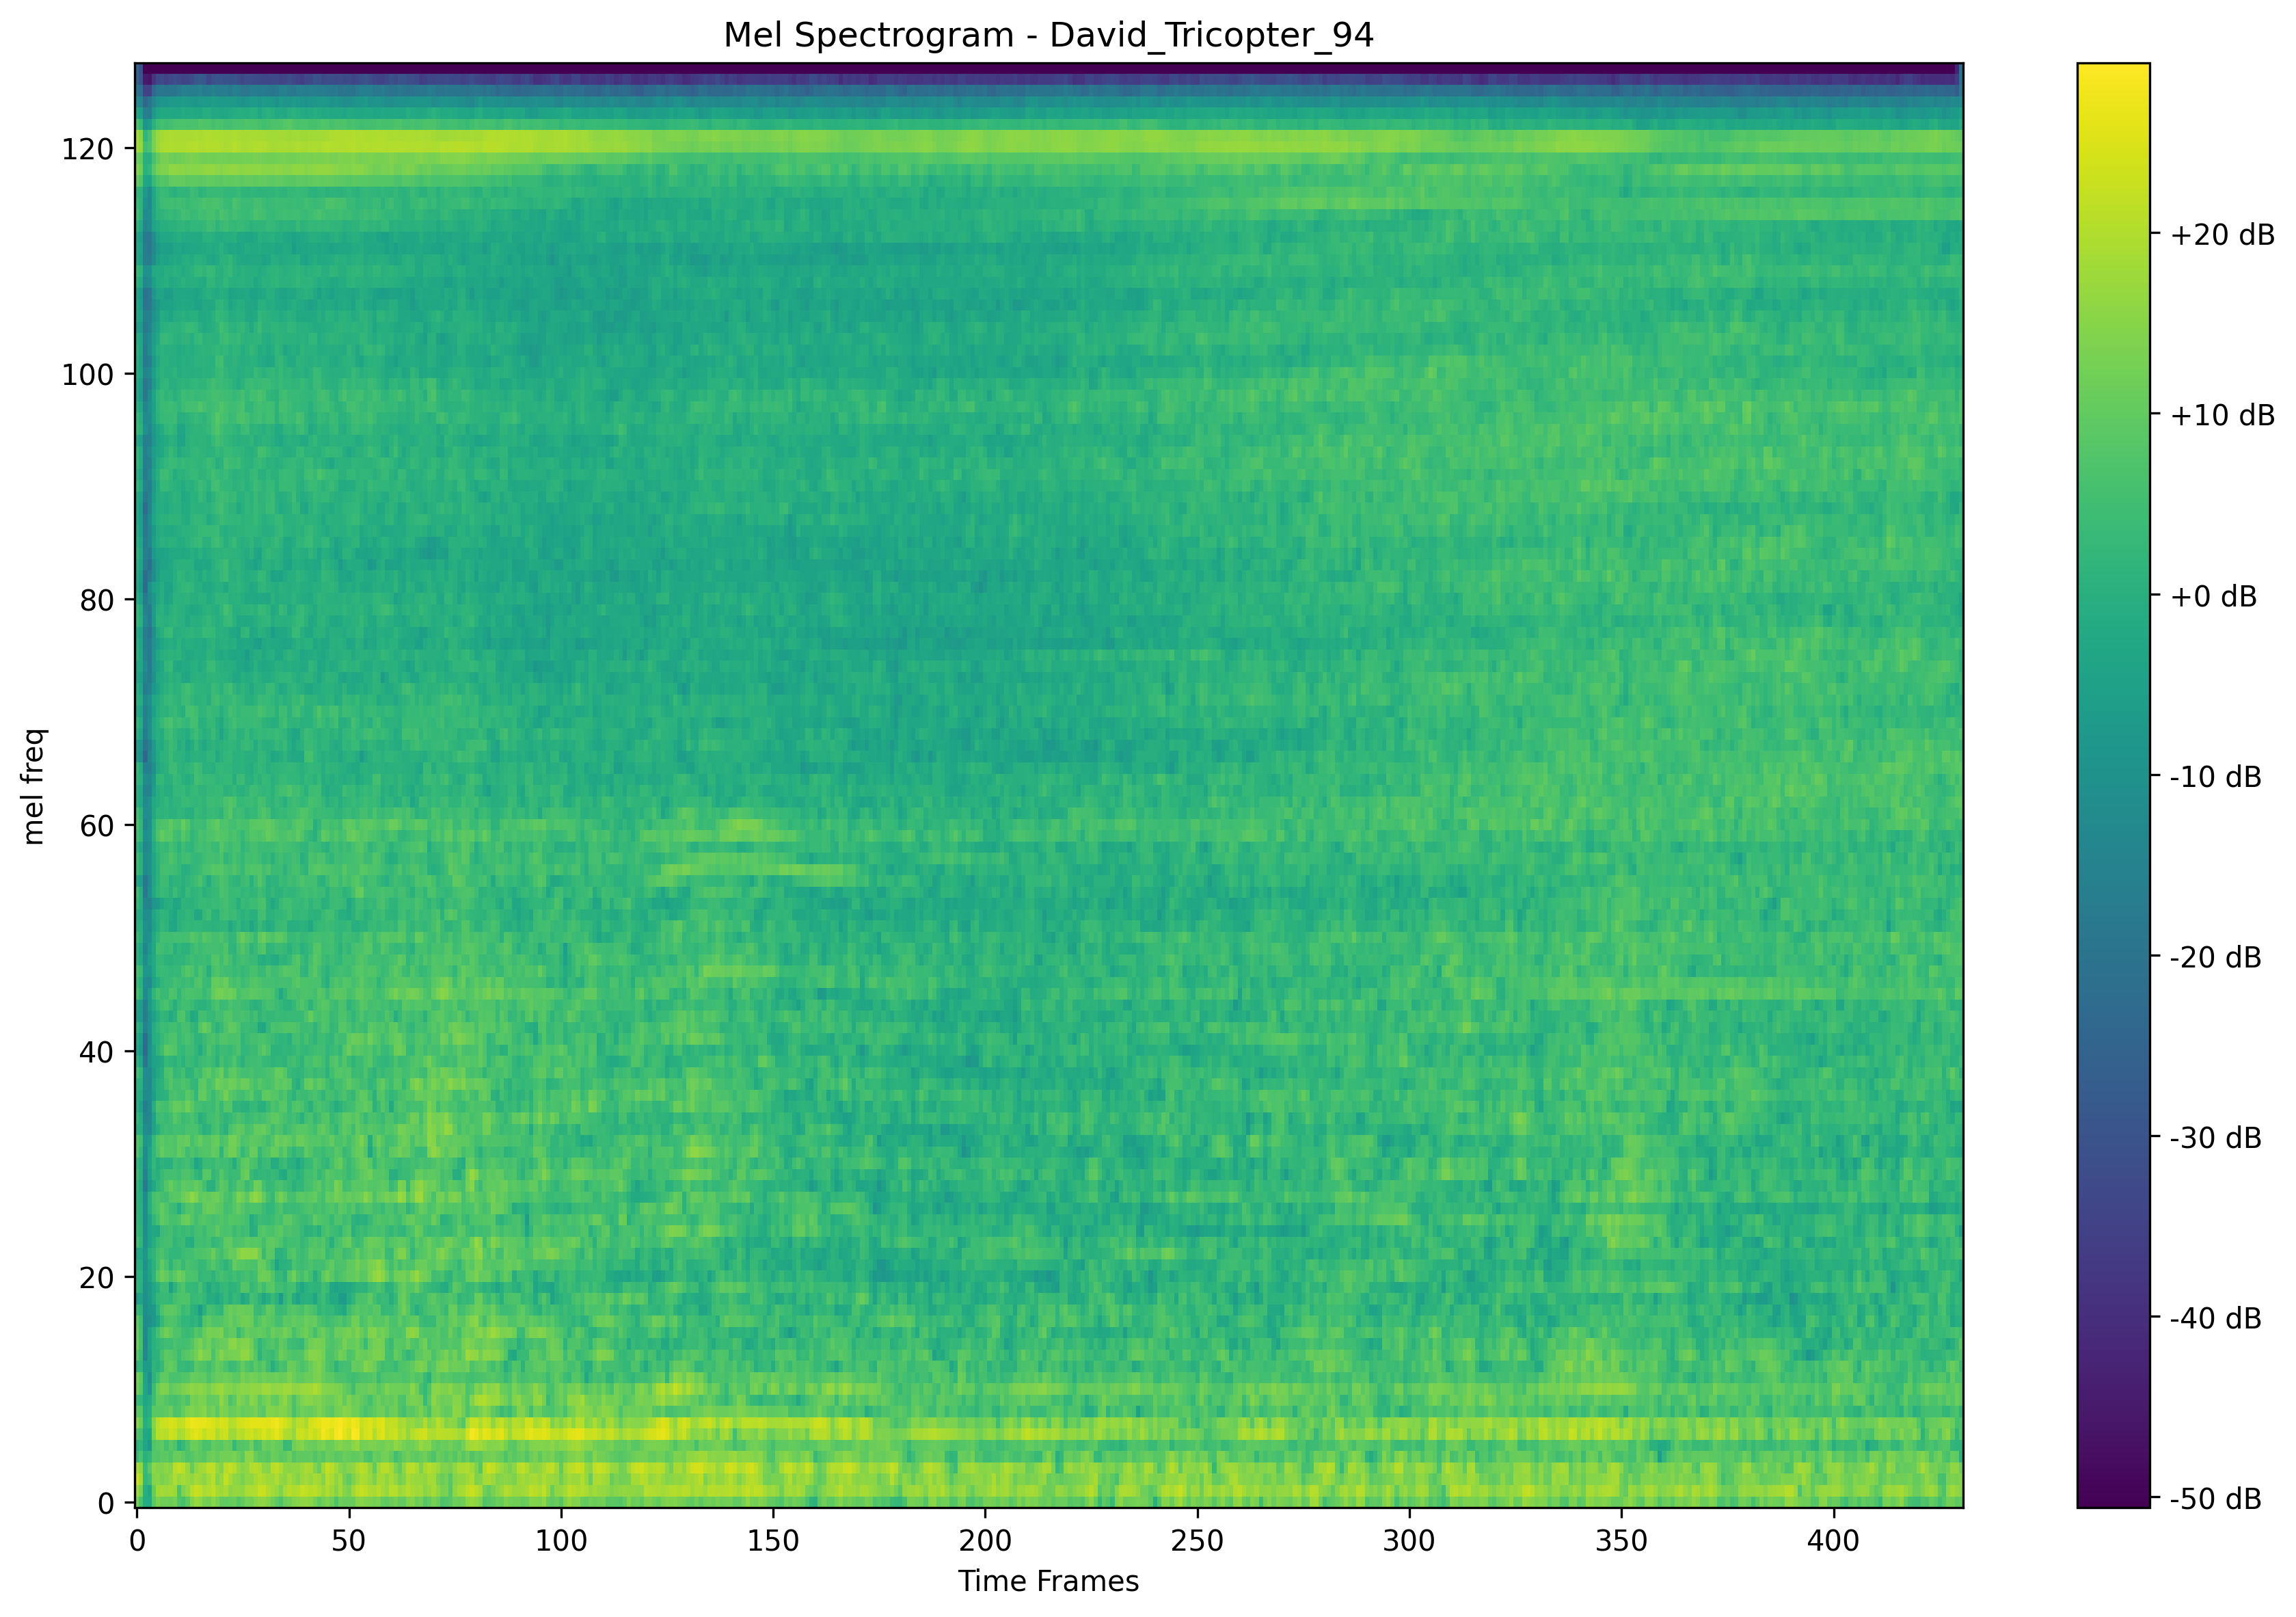 Mel Spectrogram - David_Tricopter_94
mel freq
120
100
80
60
40
20
0
0 50 100 150 200 250 300 350 400
Time Frames
+20 dB
+10 dB
+0 dB
-10 dB
-20 dB
-30 dB
-40 dB
-50 dB